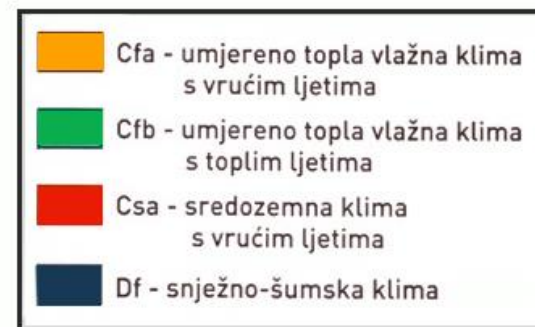 Cfa - umjereno topla vlažna klima
s vrućim ljetima
Cfb - umjereno topla vlažna klima
s toplim ljetima
Csa - sredozemna klima
s vrućim ljetima
Df - snježno-šumska klima